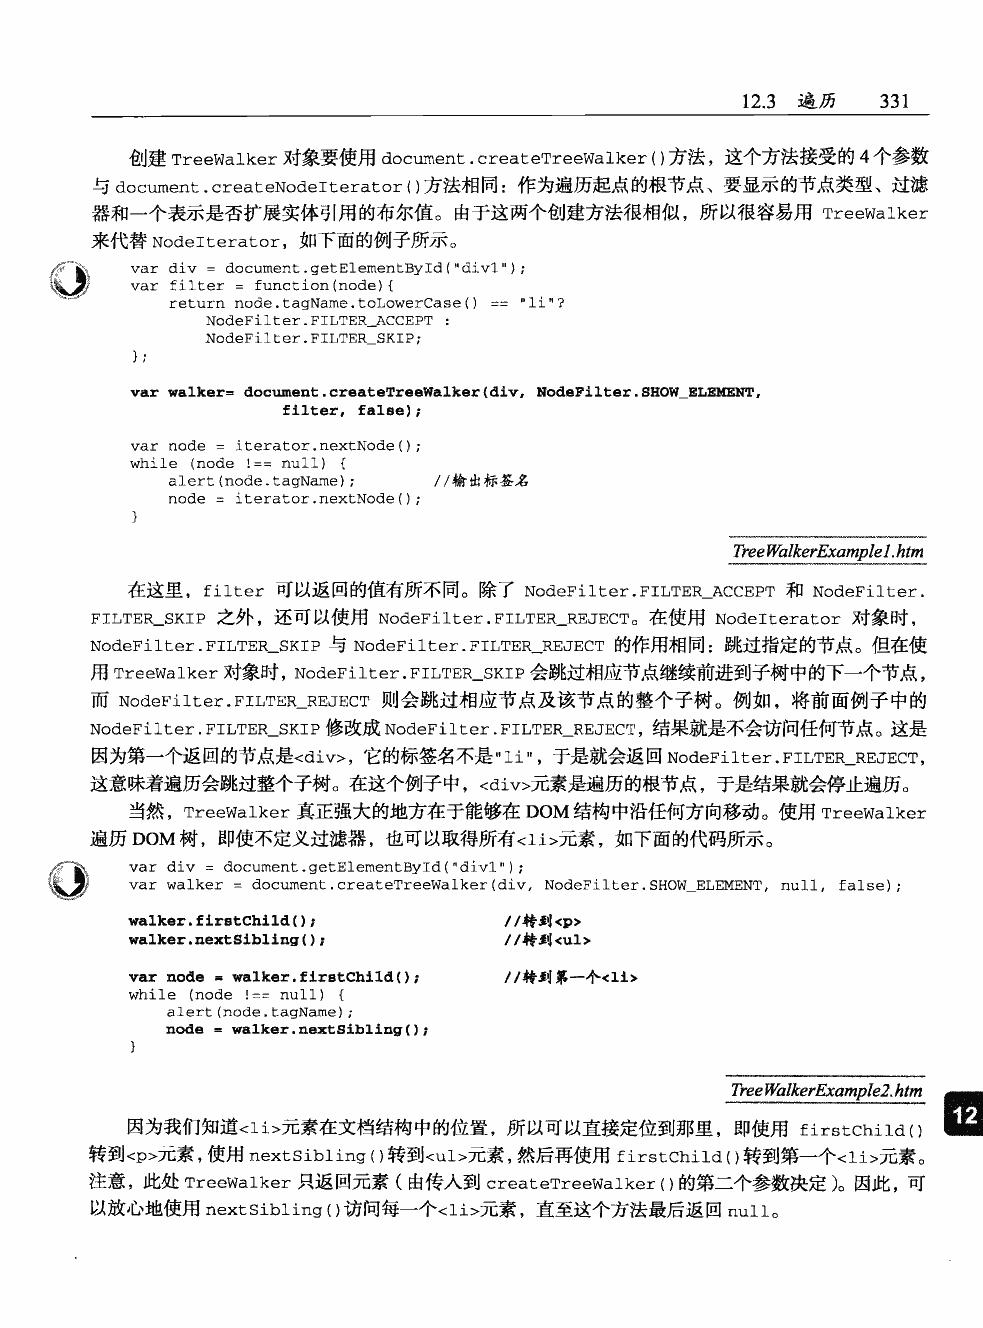 12.3 遍历 331
创建 TreeWalker 对象要使用 document.createTreeWalker()方法，这个方法接受的 4 个参数
与 document.createNodeIterator()方法相同：作为遍历起点的根节点、要显示的节点类型、过滤
器和一个表示是否扩展实体引用的布尔值。由于这两个创建方法很相似，所以很容易用 TreeWalker
来代替 NodeIterator，如下面的例子所示。
var div = document.getElementById("div1");
var filter = function(node){
return node.tagName.toLowerCase() == "li"?
NodeFilter.FILTER_ACCEPT :
NodeFilter.FILTER_SKIP;
};
var walker= document.createTreeWalker(div, NodeFilter.SHOW_ELEMENT,
filter, false);
var node = iterator.nextNode();
while (node !== null) {
alert(node.tagName); //输出标签名
node = iterator.nextNode();
}
TreeWalkerExample1.htm
在这里，filter 可以返回的值有所不同。除了 NodeFilter.FILTER_ACCEPT 和 NodeFilter.
FILTER_SKIP 之外，还可以使用 NodeFilter.FILTER_REJECT。在使用 NodeIterator 对象时，
NodeFilter.FILTER_SKIP 与 NodeFilter.FILTER_REJECT 的作用相同：跳过指定的节点。但在使
用 TreeWalker 对象时，NodeFilter.FILTER_SKIP 会跳过相应节点继续前进到子树中的下一个节点，
而 NodeFilter.FILTER_REJECT 则会跳过相应节点及该节点的整个子树。例如，将前面例子中的
NodeFilter.FILTER_SKIP 修改成 NodeFilter.FILTER_REJECT，结果就是不会访问任何节点。这是
因为第一个返回的节点是<div>，它的标签名不是"li"，于是就会返回 NodeFilter.FILTER_REJECT，
这意味着遍历会跳过整个子树。在这个例子中，<div>元素是遍历的根节点，于是结果就会停止遍历。
当然，TreeWalker 真正强大的地方在于能够在 DOM 结构中沿任何方向移动。使用 TreeWalker
遍历 DOM 树，即使不定义过滤器，也可以取得所有<li>元素，如下面的代码所示。
var div = document.getElementById("div1");
var walker = document.createTreeWalker(div, NodeFilter.SHOW_ELEMENT, null, false);
walker.firstChild(); //转到<p>
walker.nextSibling(); //转到<ul>
var node = walker.firstChild(); //转到第一个<li>
while (node !== null) {
alert(node.tagName);
node = walker.nextSibling();
}
TreeWalkerExample2.htm
12
因为我们知道<li>元素在文档结构中的位置，所以可以直接定位到那里，即使用 firstChild()
转到<p>元素，使用 nextSibling()转到<ul>元素，然后再使用 firstChild()转到第一个<li>元素。
注意，此处 TreeWalker 只返回元素（由传入到 createTreeWalker()的第二个参数决定）。因此，可
以放心地使用 nextSibling()访问每一个<li>元素，直至这个方法最后返回 null。